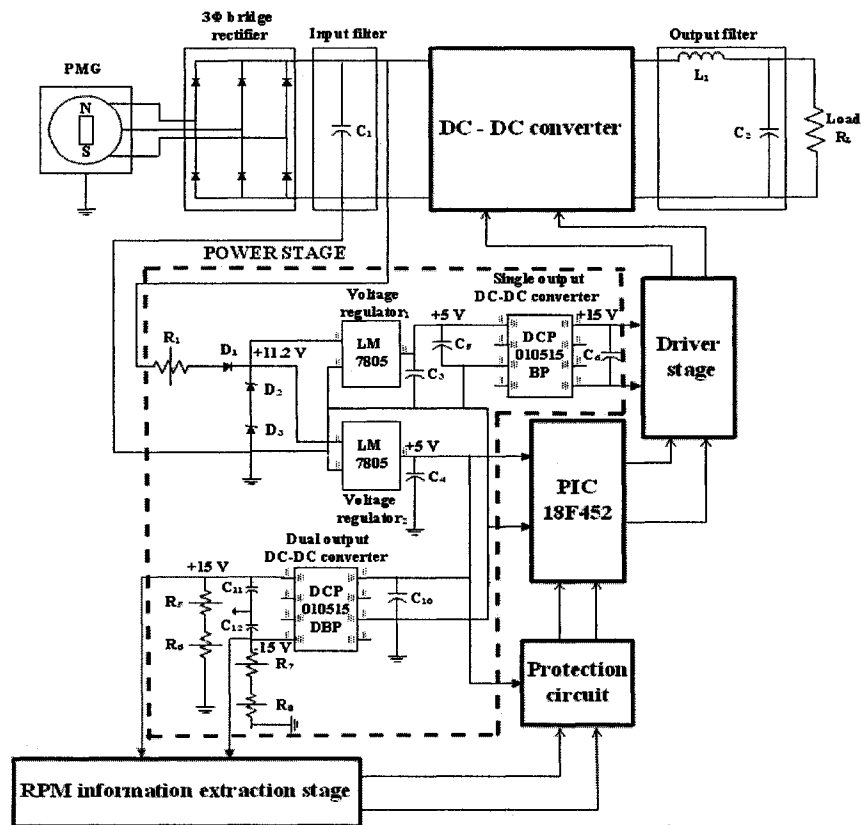 3Φ bridge
rectifier
Input filter
Output filter
PMG
N
S
C1
DC - DC converter
L1
C2
Load
RL
POWER STAGE
Single output
DC-DC converter
Voltage
regulator1
+5 V
+15 V
R1
D1
+11.2 V
LM
7805
C5
DCP
010515
BP
C6
Driver
stage
D2
C3
D3
LM
7805
+5 V
C4
PIC
18F452
Voltage
regulator2
Dual output
DC-DC converter
+15 V
C11
DCP
010515
DBP
C10
R5
C12
-15 V
R6
R7
R8
Protection
circuit
RPM information extraction stage